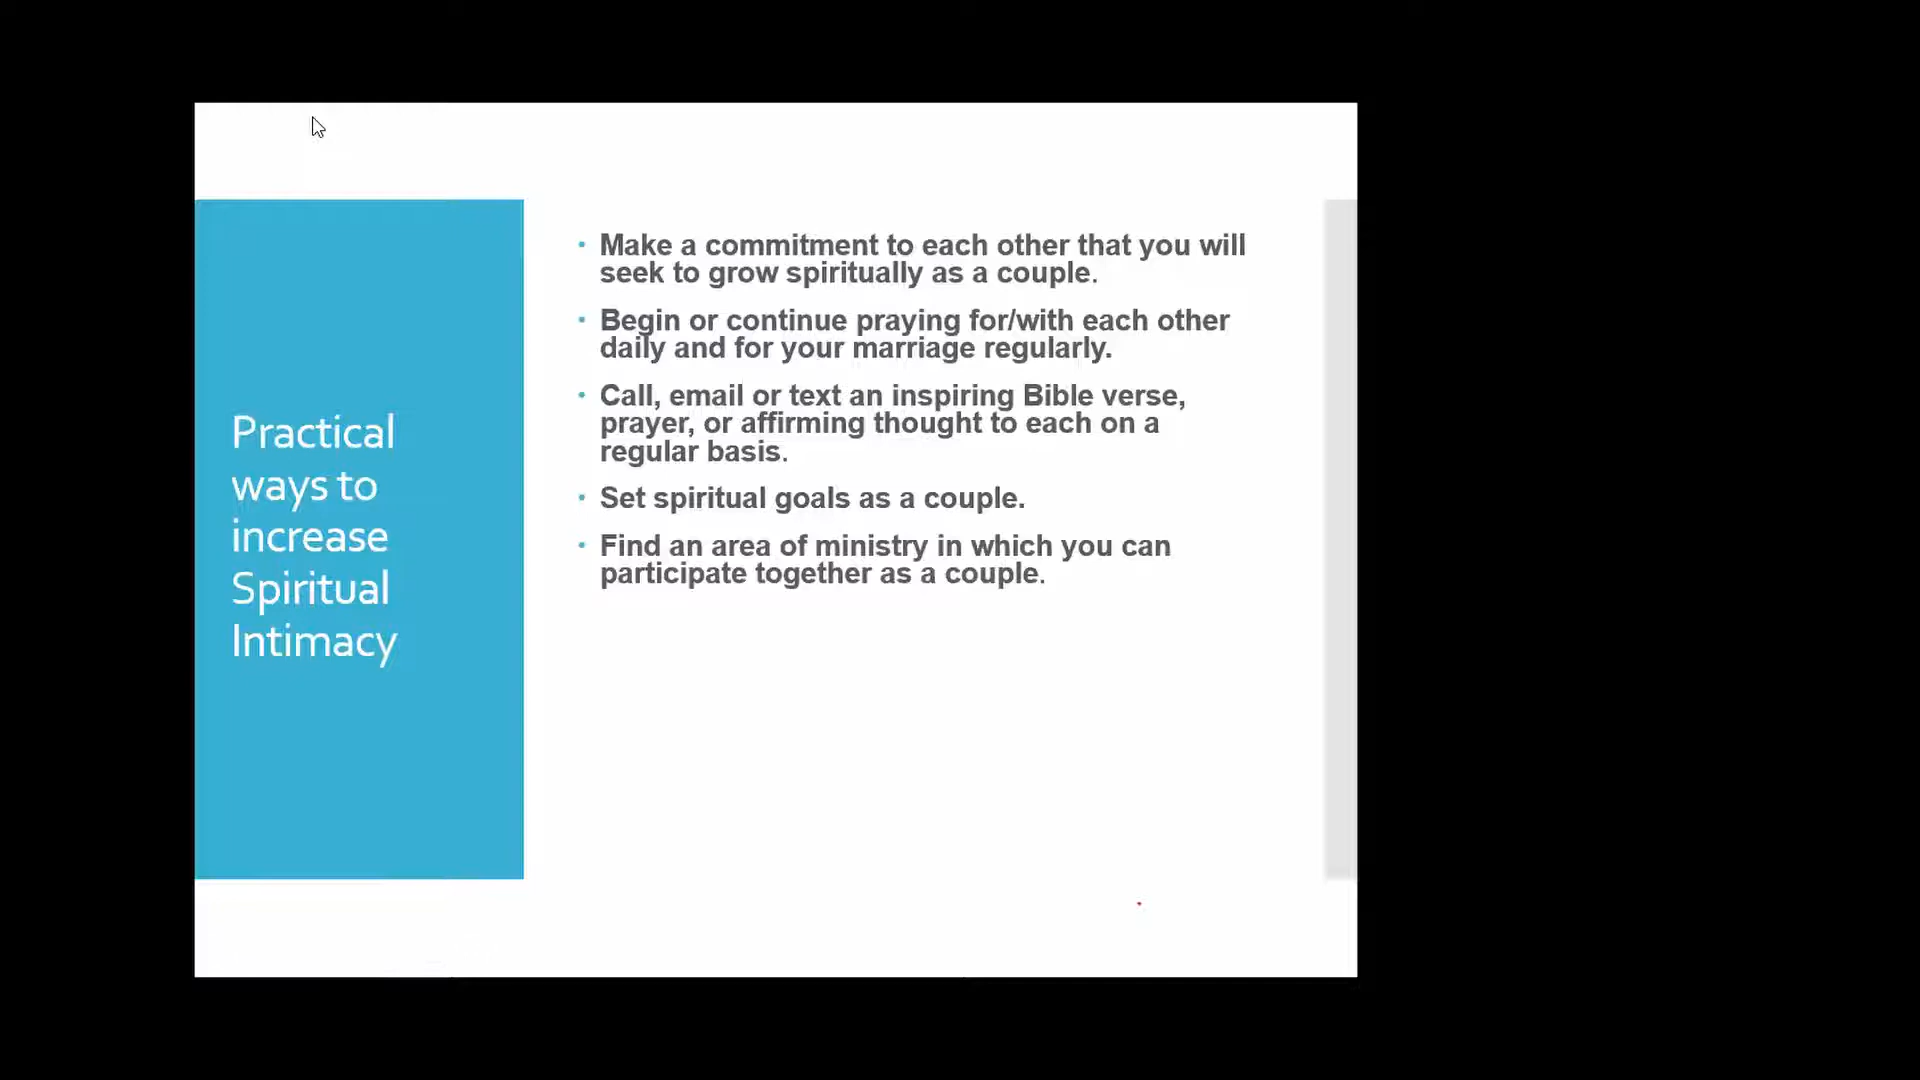 Practical
ways to
increase
Spiritual
Intimacy
• Make a commitment to each other that you will
seek to grow spiritually as a couple.
• Begin or continue praying for/with each other
daily and for your marriage regularly.
• Call, email or text an inspiring Bible verse,
prayer, or affirming thought to each on a
regular basis.
• Set spiritual goals as a couple.
• Find an area of ministry in which you can
participate together as a couple.